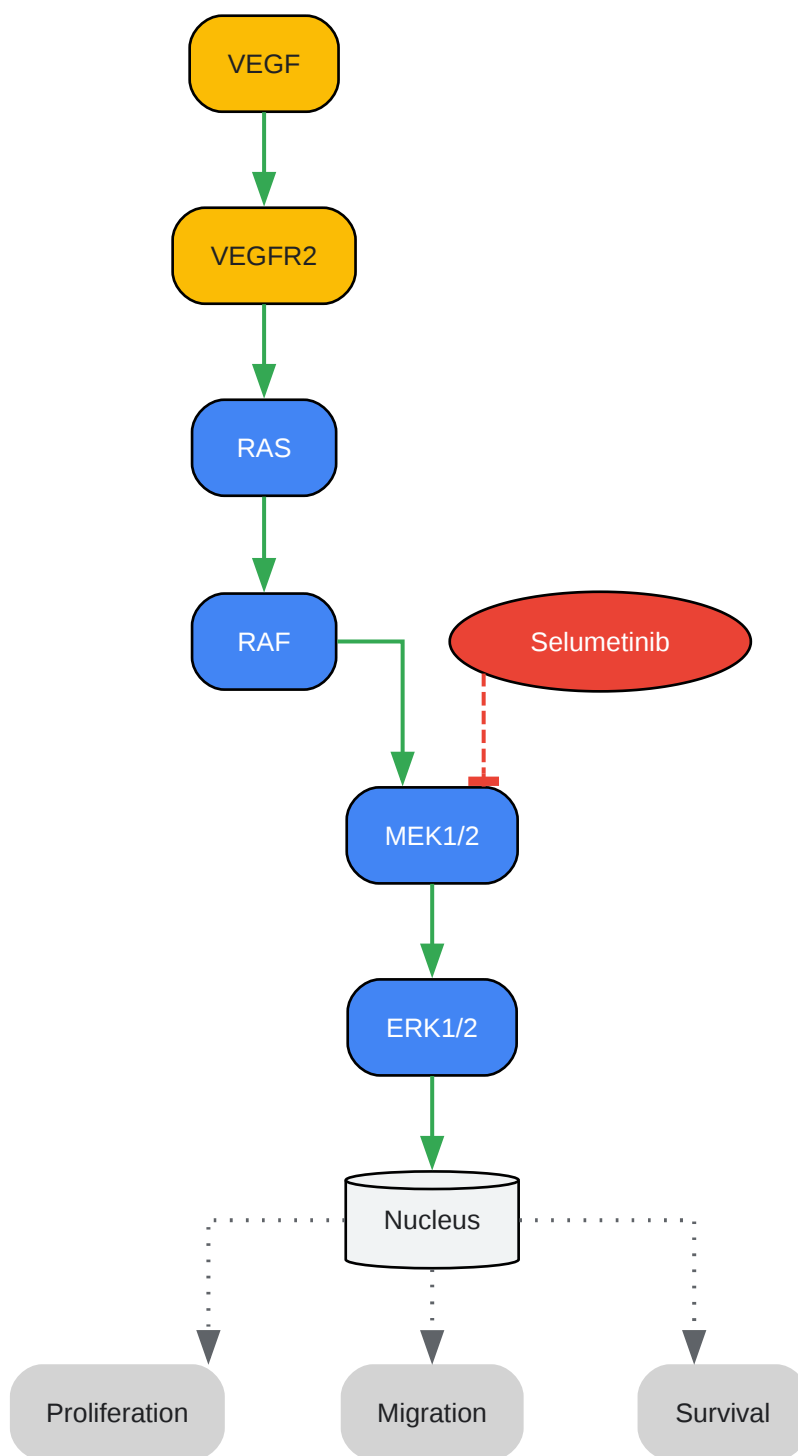 VEGF
VEGFR2
RAS
RAF
Selumetinib
MEK1/2
ERK1/2
Nucleus
Proliferation
Migration
Survival